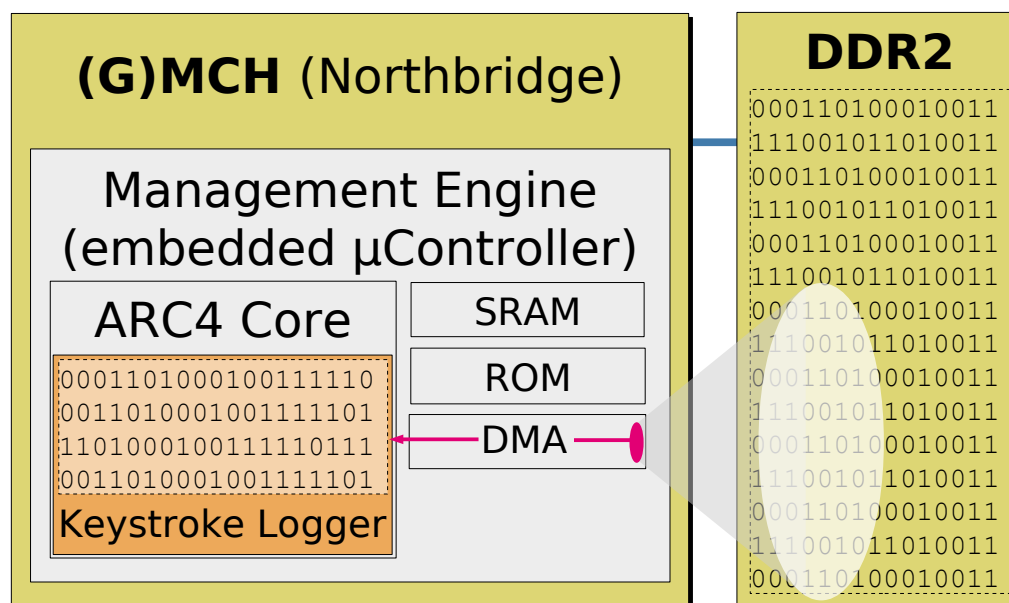 (G)MCH (Northbridge)
Management Engine
(embedded µController)
ARC4 Core
0001101000100111110
0011010001001111101
1101000100111110111
0011010001001111101
Keystroke Logger
SRAM
ROM
DMA
DDR2
000110100010011
111001011010011
000110100010011
111001011010011
000110100010011
111001011010011
000110100010011
111001011010011
000110100010011
111001011010011
000110100010011
111001011010011
000110100010011
111001011010011
000110100010011